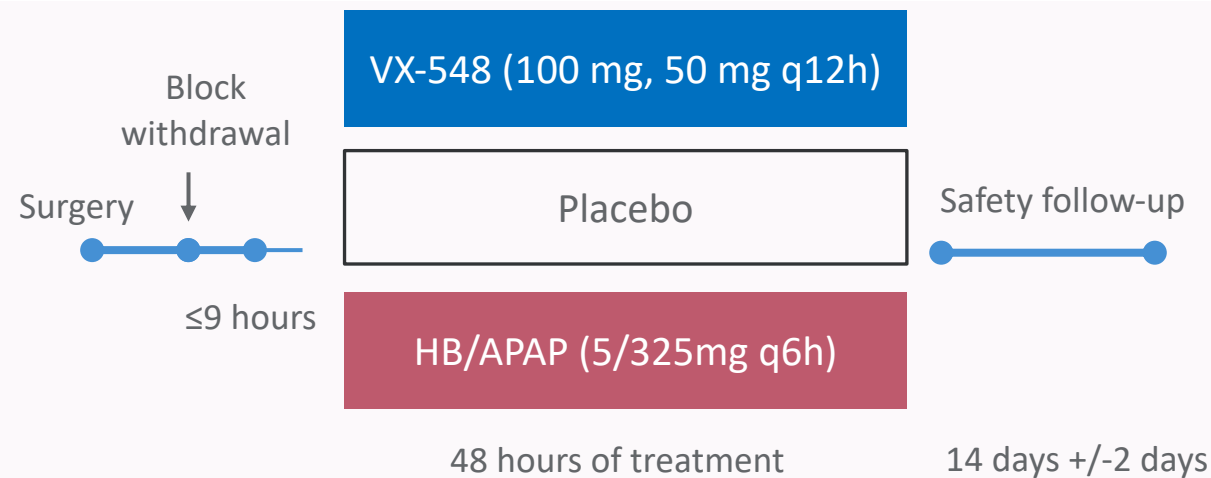 Surgery
Block
withdrawal
≤9 hours
VX-548 (100 mg, 50 mg q12h)
Placebo
HB/APAP (5/325mg q6h)
48 hours of treatment
Safety follow-up
14 days +/-2 days